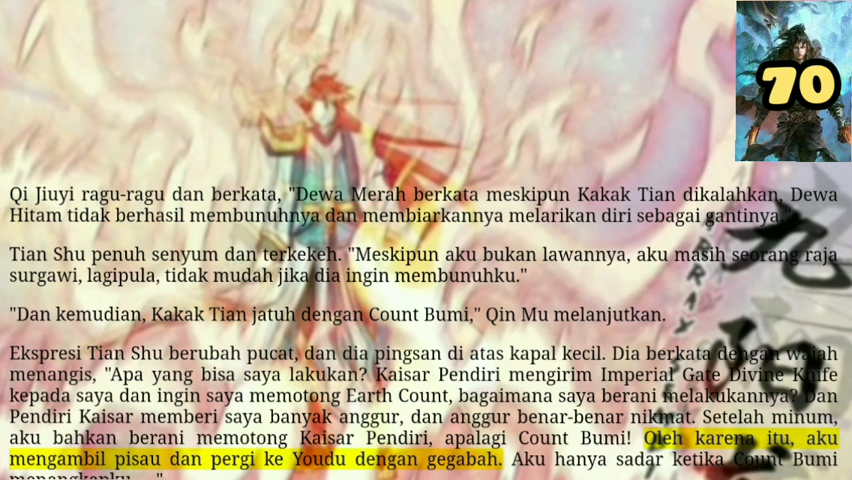 70
Qi Jiuyi ragu-ragu dan berkata, "Dewa Merah berkata meskipun Kakak Tian dikalahkan, Dewa
Hitam tidak berhasil membunuhnya dan membiarkannya melarikan diri sebagai gantinya."
Tian Shu penuh senyum dan terkekeh. "Meskipun aku bukan lawannya, aku masih seorang raja
surgawi, lagipula, tidak mudah jika dia ingin membunuhku."
"Dan kemudian, Kakak Tian jatuh dengan Count Bumi," Qin Mu melanjutkan.
Ekspresi Tian Shu berubah pucat, dan dia pingsan di atas kapal kecil. Dia berkata dengan wajah
menangis, "Apa yang bisa saya lakukan? Kaisar Pendiri mengirim Imperial Gate Divine Knife
kepada saya dan ingin saya memotong Earth Count, bagaimana saya berani melakukannya? Dan
Pendiri Kaisar memberi saya banyak anggur, dan anggur benar-benar nikmat. Setelah minum,
aku bahkan berani memotong Kaisar Pendiri, apalagi Count Bumi! Oleh karena itu, aku
mengambil pisau dan pergi ke Youdu dengan gegabah. Aku hanya sadar ketika Count Bumi
menangkapku ... "